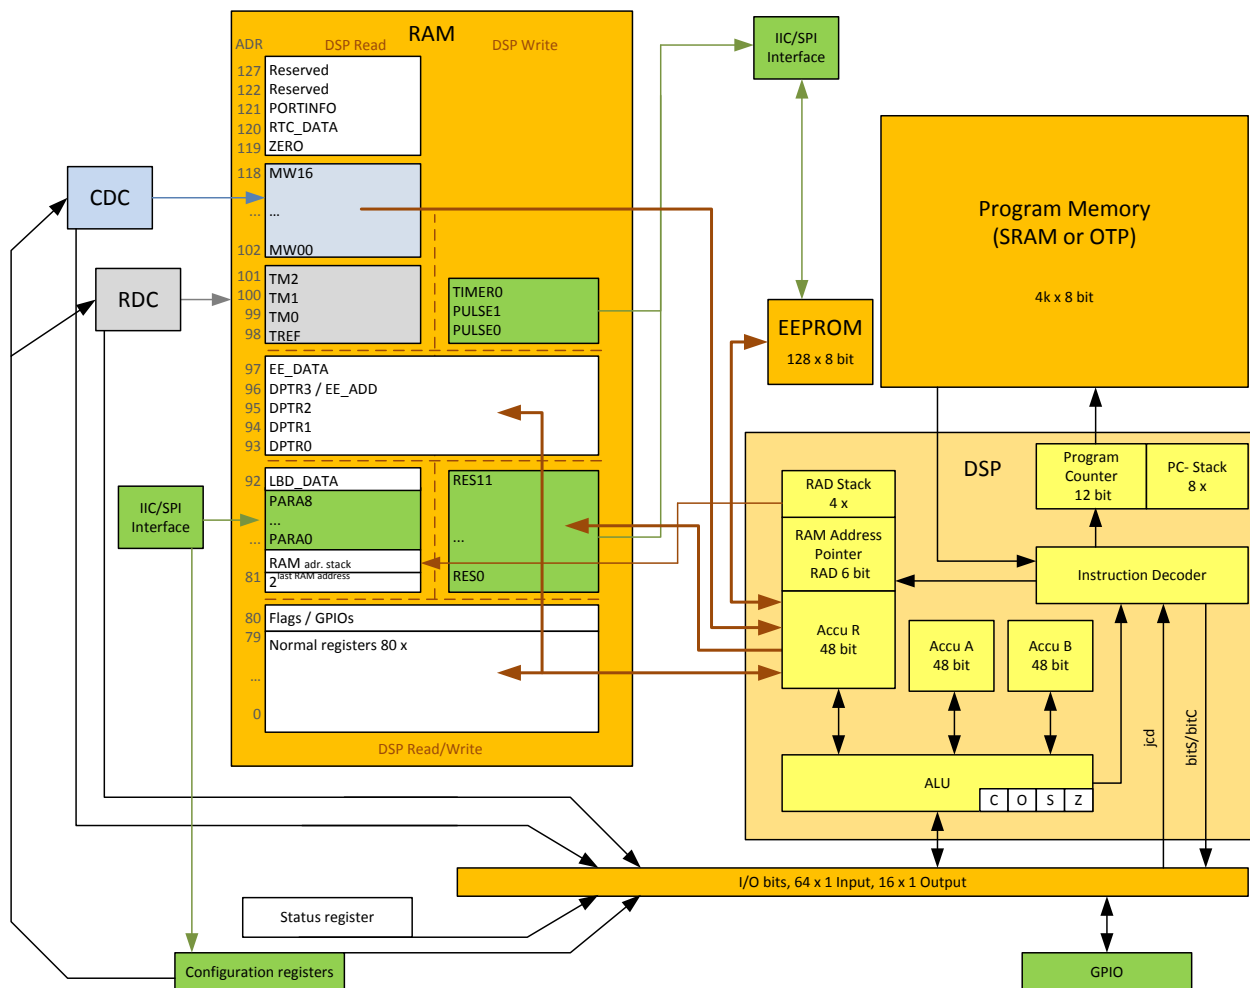 RAM
ADR
DSP Read
DSP Write
127
Reserved
122
Reserved
121
PORTINFO
120
RTC_DATA
119
ZERO
118
MW16
...
...
102
MW00
101
TM2
100
TM1
99
TM0
98
TREF
TIMER0
PULSE1
PULSE0
97
EE_DATA
96
DPTR3 / EE_ADD
95
DPTR2
94
DPTR1
93
DPTR0
92
LBD_DATA
PARA8
...
...
PARA0
RAM adr. stack
81
2last RAM address
RES11
...
RES0
80
Flags / GPIOs
79
Normal registers 80 x
...
0
DSP Read/Write
CDC
RDC
IIC/SPI
Interface
IIC/SPI
Interface
EEPROM
128 x 8 bit
Program Memory
(SRAM or OTP)
4k x 8 bit
DSP
RAD Stack
4 x
RAM Address
Pointer
RAD 6 bit
Accu R
48 bit
Accu A
48 bit
Accu B
48 bit
Program
Counter
12 bit
PC- Stack
8 x
Instruction Decoder
jcd
bitS/bitC
ALU
C O S Z
I/O bits, 64 x 1 Input, 16 x 1 Output
Status register
Configuration registers
GPIO